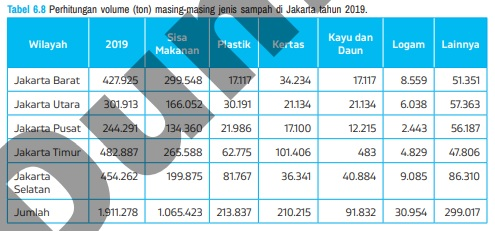 Tabel 6.8 Perhitungan volume (ton) masing-masing jenis sampah di Jakarta tahun 2019.
Wilayah 2019 Sisa Makanan Plastik Kertas Kayu dan Daun Logam Lainnya
Jakarta Barat 427.925 299.548 17.117 34.234 17.117 8.559 51.351
Jakarta Utara 301.913 166.052 30.191 21.134 21.134 6.038 57.363
Jakarta Pusat 244.291 134.360 21.986 17.100 12.215 2.443 56.187
Jakarta Timur 482.887 265.588 62.775 101.406 483 4.829 47.806
Jakarta Selatan 454.262 199.875 81.767 36.341 40.884 9.085 86.310
Jumlah 1.911.278 1.065.423 213.837 210.215 91.832 30.954 299.017